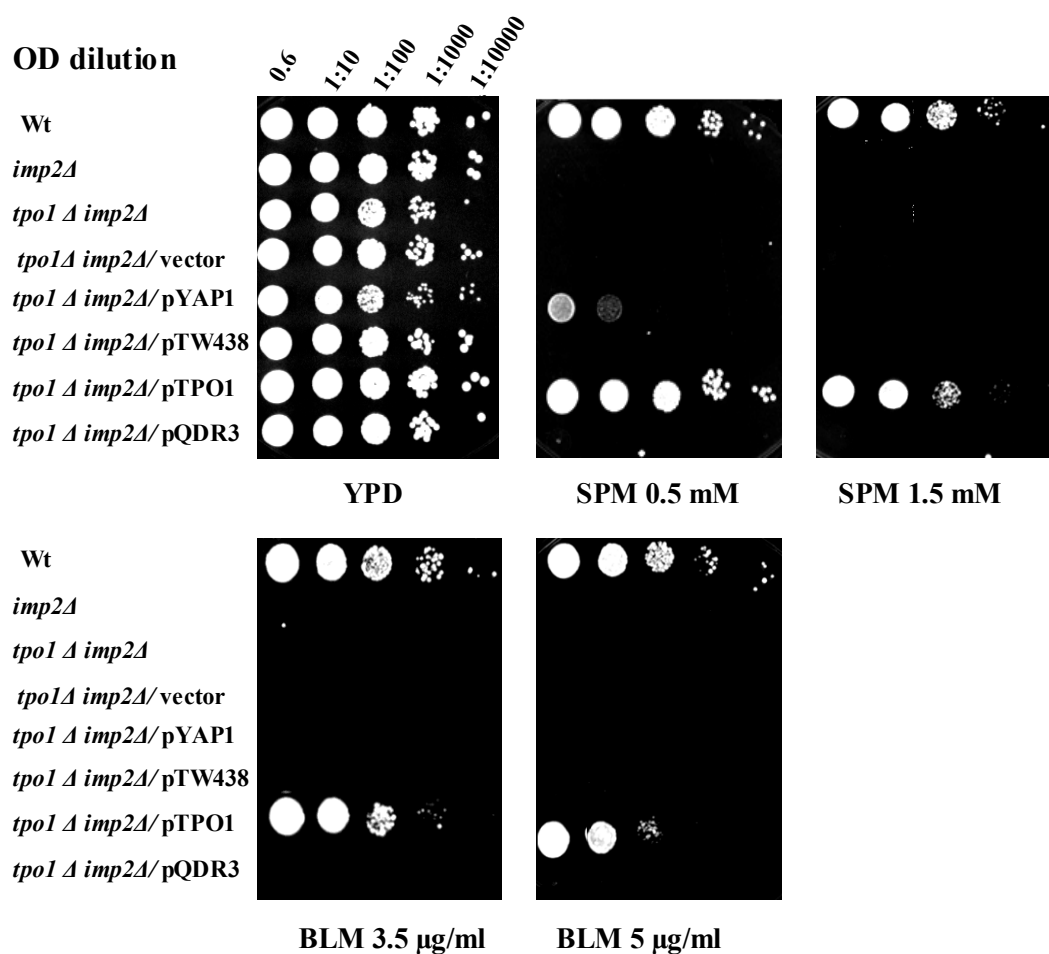 OD dilution
0.6 1:10 1:100 1:1000 1:10000
Wt
imp2Δ
tpo1 Δ imp2Δ
tpo1Δ imp2Δ/ vector
tpo1 Δ imp2Δ/ pYAP1
tpo1 Δ imp2Δ/ pTW438
tpo1 Δ imp2Δ/ pTPO1
tpo1 Δ imp2Δ/ pQDR3
YPD SPM 0.5 mM SPM 1.5 mM
Wt
imp2Δ
tpo1 Δ imp2Δ
tpo1Δ imp2Δ/ vector
tpo1 Δ imp2Δ/ pYAP1
tpo1 Δ imp2Δ/ pTW438
tpo1 Δ imp2Δ/ pTPO1
tpo1 Δ imp2Δ/ pQDR3
BLM 3.5 µg/ml BLM 5 µg/ml